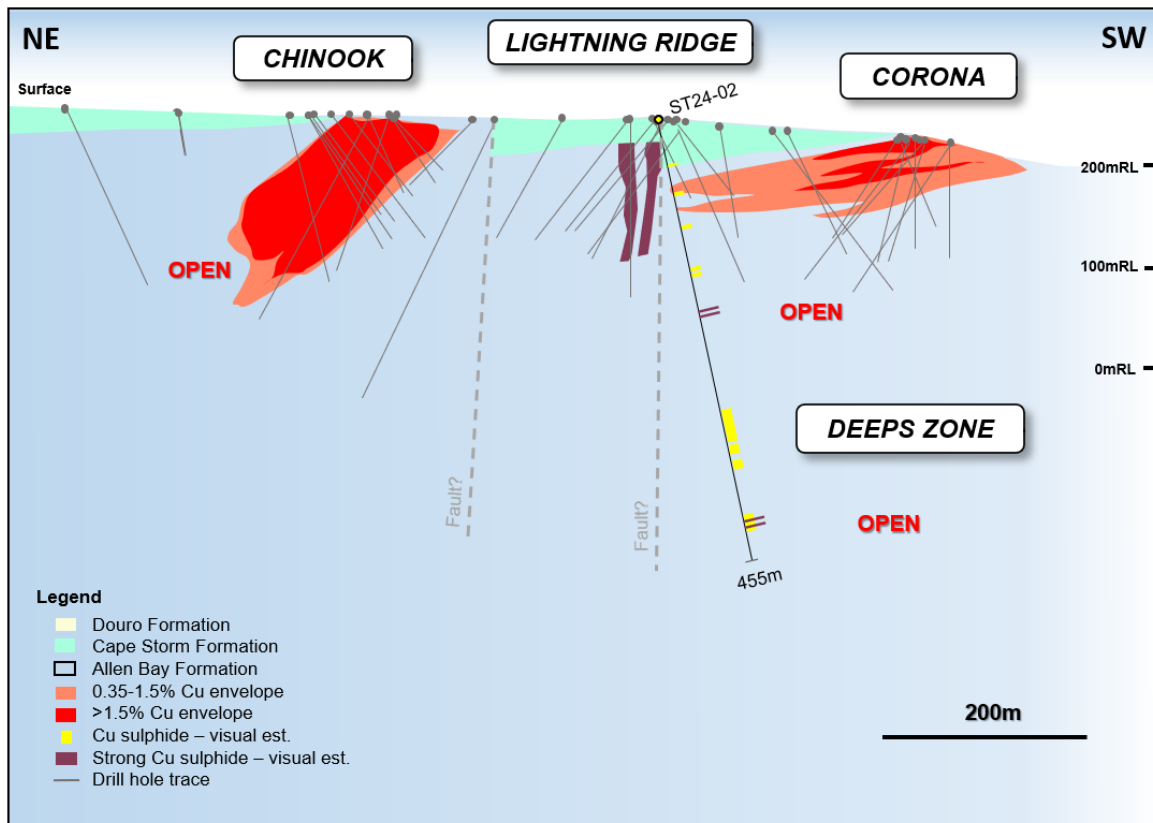 NE
SW
CHINOOK
LIGHTNING RIDGE
CORONA
Surface
ST24-02
200mRL
OPEN
100mRL
OPEN
0mRL
DEEPS ZONE
Fault?
Fault?
OPEN
455m
Legend
Douro Formation
Cape Storm Formation
Allen Bay Formation
0.35-1.5% Cu envelope
>1.5% Cu envelope
Cu sulphide – visual est.
Strong Cu sulphide – visual est.
Drill hole trace
200m